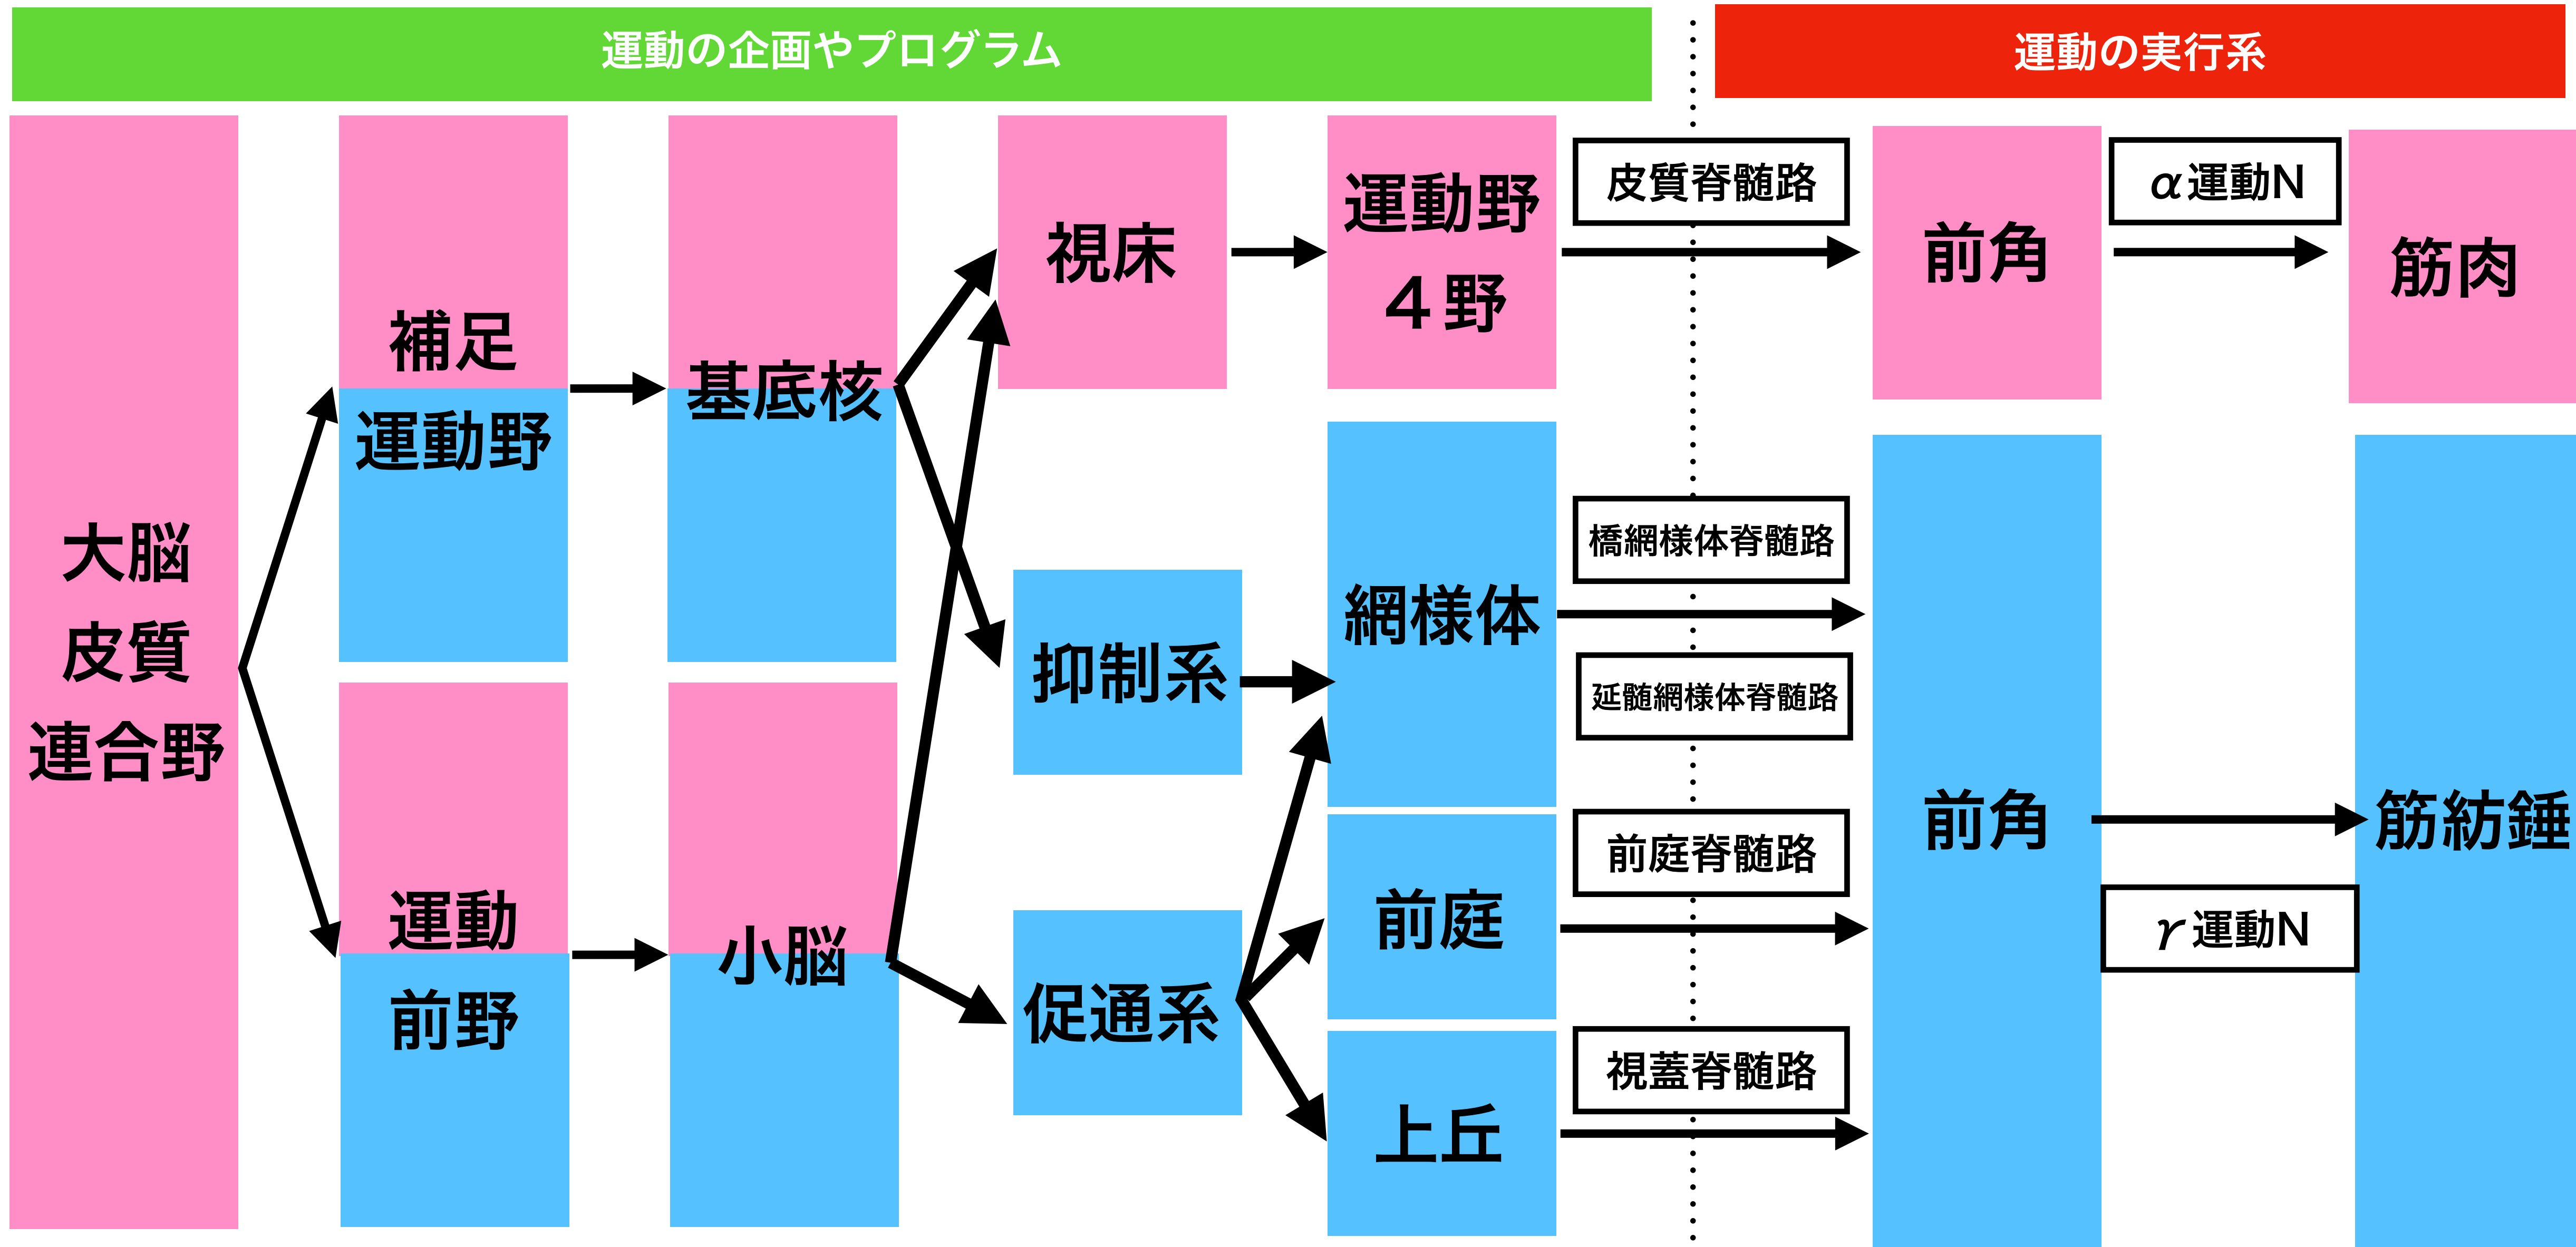 運動の企画やプログラム
運動の実行系
大脳
皮質
連合野
補足
運動野
運動
前野
基底核
小脳
視床
抑制系
促通系
運動野
４野
網様体
前庭
上丘
皮質脊髄路
橋網様体脊髄路
延髄網様体脊髄路
前庭脊髄路
視蓋脊髄路
前角
前角
α運動N
γ運動N
筋肉
筋紡錘